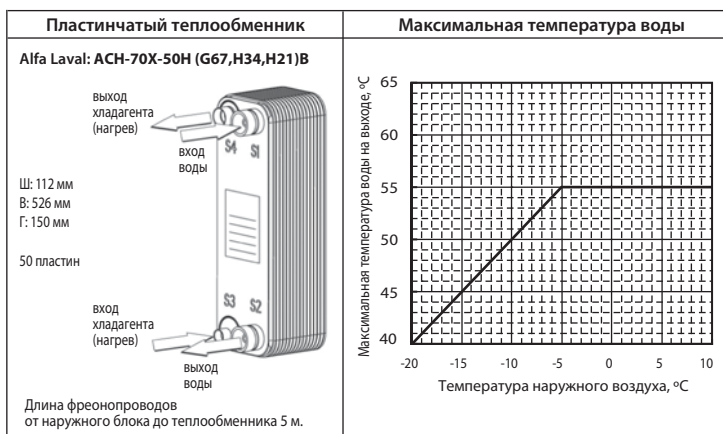 Пластинчатый теплообменник
Alfa Laval: ACH-70X-50H (G67,H34,H21)B
выход
хладагента
(нагрев)
вход
воды
S4 S1
Ш: 112 мм
В: 526 мм
Г: 150 мм
50 пластин
S3 S2
вход
хладагента
(нагрев)
выход
воды
Длина фреонопроводов
от наружного блока до теплообменника 5 м.
Максимальная температура воды
Максимальная температура воды на выходе, ºС
65
60
55
50
45
40
-20 -15 -10 -5 0 5 10
Температура наружного воздуха, ºС